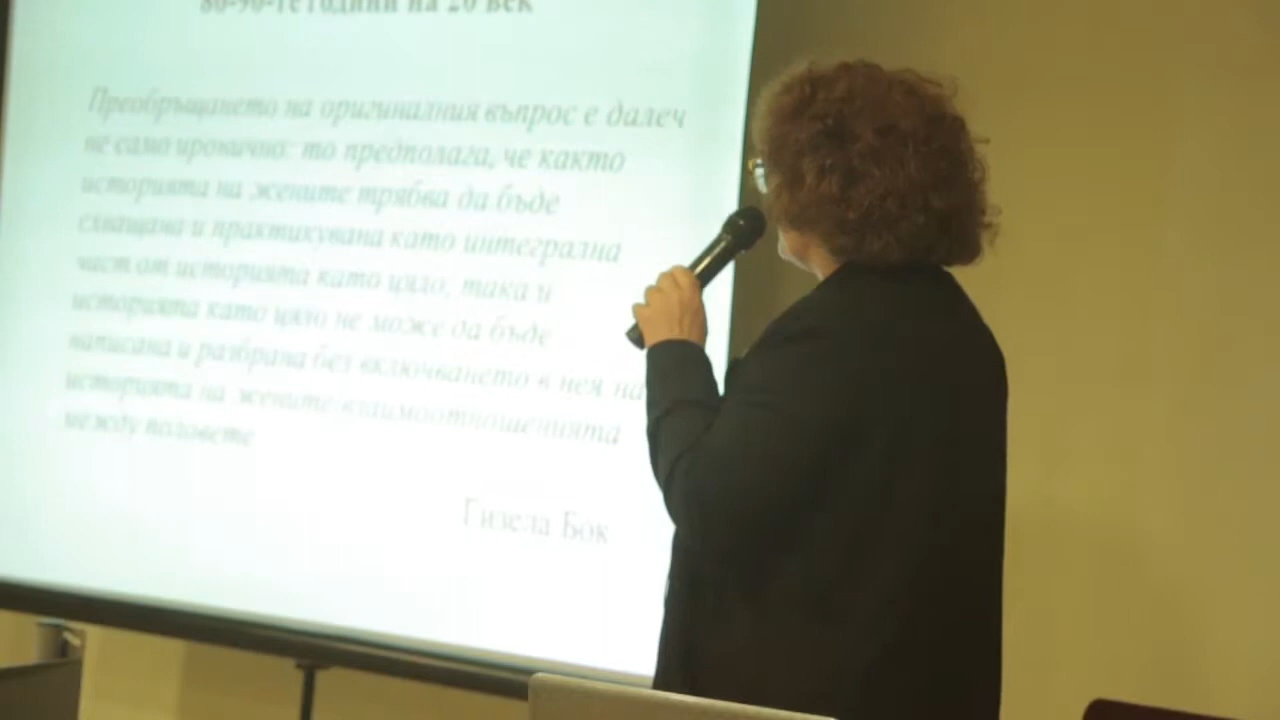 80-90-те години на 20 век
Преобръщането на оригиналния въпрос е далеч
не само иронично: то предполага, че както
историята на жените трябва да бъде
схващана и практикувана като интегрална
част от историята като цяло, така и
историята като цяло не може да бъде
написана и разбрана без включването в нея на
историята на жените/взаимоотношенията
между половете
Гизела Бок